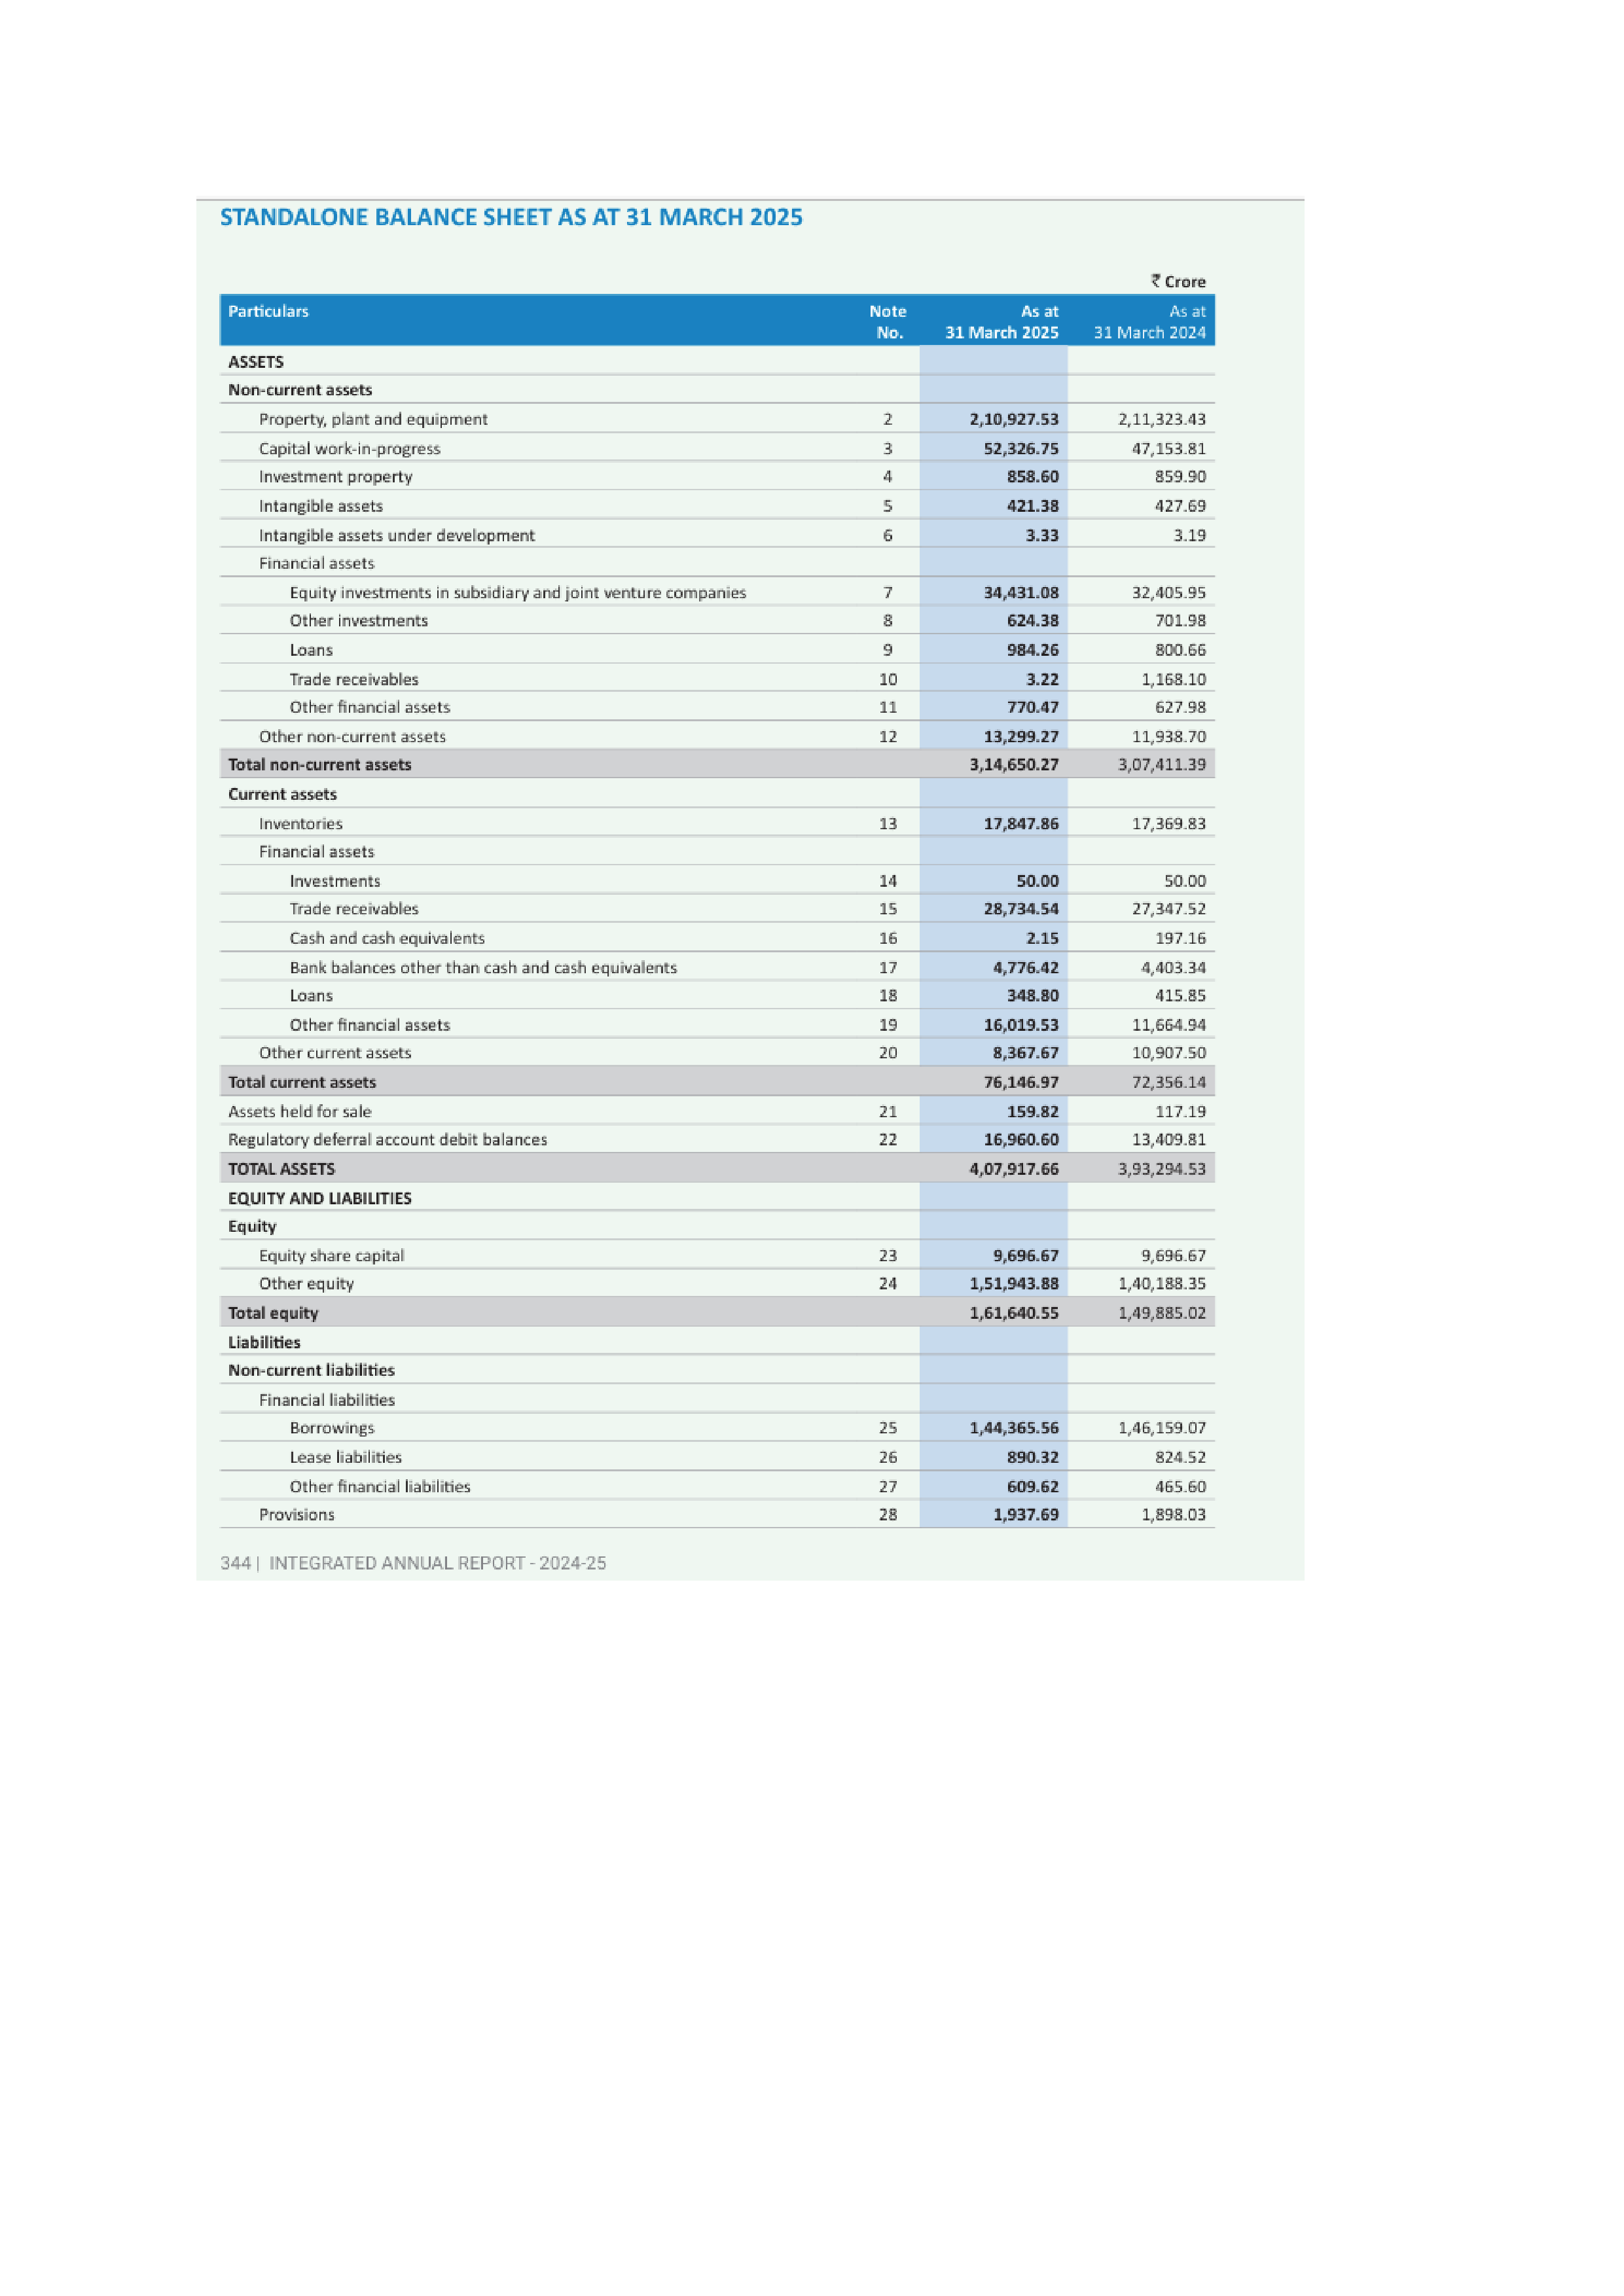 STANDALONE BALANCE SHEET AS AT 31 MARCH 2025
₹ Crore
Particulars Note No. As at 31 March 2025 As at 31 March 2024
ASSETS
Non-current assets
Property, plant and equipment 2 2,10,927.53 2,11,323.43
Capital work-in-progress 3 52,326.75 47,153.81
Investment property 4 858.60 859.90
Intangible assets 5 421.38 427.69
Intangible assets under development 6 3.33 3.19
Financial assets
Equity investments in subsidiary and joint venture companies 7 34,431.08 32,405.95
Other investments 8 624.38 701.98
Loans 9 984.26 800.66
Trade receivables 10 3.22 1,168.10
Other financial assets 11 770.47 627.98
Other non-current assets 12 13,299.27 11,938.70
Total non-current assets 3,14,650.27 3,07,411.39
Current assets
Inventories 13 17,847.86 17,369.83
Financial assets
Investments 14 50.00 50.00
Trade receivables 15 28,734.54 27,347.52
Cash and cash equivalents 16 2.15 197.16
Bank balances other than cash and cash equivalents 17 4,776.42 4,403.34
Loans 18 348.80 415.85
Other financial assets 19 16,019.53 11,664.94
Other current assets 20 8,367.67 10,907.50
Total current assets 76,146.97 72,356.14
Assets held for sale 21 159.82 117.19
Regulatory deferral account debit balances 22 16,960.60 13,409.81
TOTAL ASSETS 4,07,917.66 3,93,294.53
EQUITY AND LIABILITIES
Equity
Equity share capital 23 9,696.67 9,696.67
Other equity 24 1,51,943.88 1,40,188.35
Total equity 1,61,640.55 1,49,885.02
Liabilities
Non-current liabilities
Financial liabilities
Borrowings 25 1,44,365.56 1,46,159.07
Lease liabilities 26 890.32 824.52
Other financial liabilities 27 609.62 465.60
Provisions 28 1,937.69 1,898.03
344 | INTEGRATED ANNUAL REPORT - 2024-25